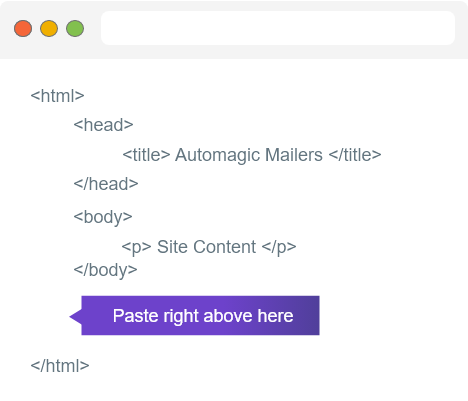 <html>
<head>
<title> Automagic Mailers </title>
</head>
<body>
<p> Site Content </p>
</body>
Paste right above here
</html>